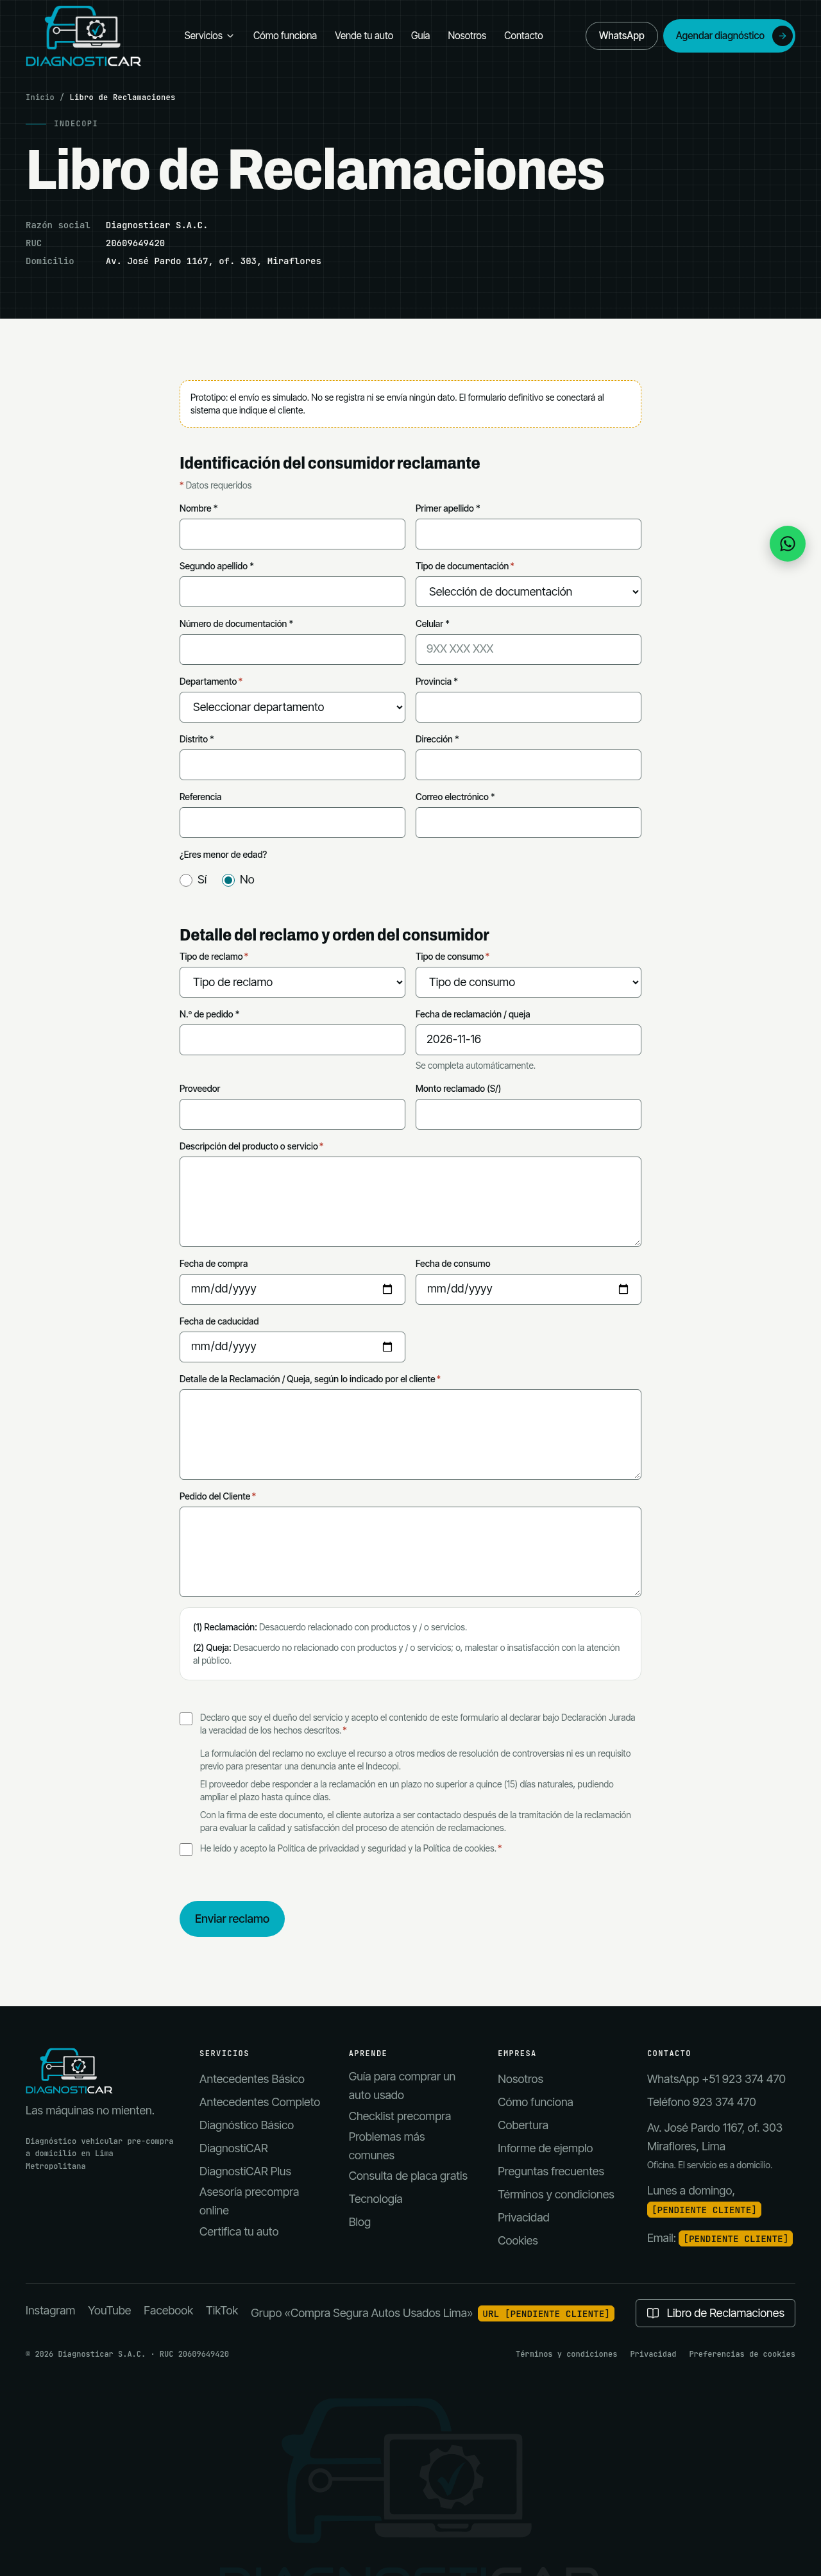 DIAGNOSTICAR
Servicios
Cómo funciona
Vende tu auto
Guía
Nosotros
Contacto
WhatsApp
Agendar diagnóstico
Inicio / Libro de Reclamaciones
INDECOPI
Libro de Reclamaciones
Razón social Diagnosticar S.A.C.
RUC 20609649420
Domicilio Av. José Pardo 1167, of. 303, Miraflores
Prototipo: el envío es simulado. No se registra ni se envía ningún dato. El formulario definitivo se conectará al
sistema que indique el cliente.
Identificación del consumidor reclamante
* Datos requeridos
Nombre *
Primer apellido *
Segundo apellido *
Tipo de documentación *
Selección de documentación
Número de documentación *
Celular *
9XX XXX XXX
Departamento *
Seleccionar departamento
Provincia *
Distrito *
Dirección *
Referencia
Correo electrónico *
¿Eres menor de edad?
Sí
No
Detalle del reclamo y orden del consumidor
Tipo de reclamo *
Tipo de reclamo
Tipo de consumo *
Tipo de consumo
N.º de pedido *
Fecha de reclamación / queja
2026-11-16
Se completa automáticamente.
Proveedor
Monto reclamado (S/)
Descripción del producto o servicio *
Fecha de compra
mm/dd/yyyy
Fecha de consumo
mm/dd/yyyy
Fecha de caducidad
mm/dd/yyyy
Detalle de la Reclamación / Queja, según lo indicado por el cliente *
Pedido del Cliente *
(1) Reclamación: Desacuerdo relacionado con productos y / o servicios.
(2) Queja: Desacuerdo no relacionado con productos y / o servicios; o, malestar o insatisfacción con la atención
al público.
Declaro que soy el dueño del servicio y acepto el contenido de este formulario al declarar bajo Declaración Jurada
la veracidad de los hechos descritos. *
La formulación del reclamo no excluye el recurso a otros medios de resolución de controversias ni es un requisito
previo para presentar una denuncia ante el Indecopi.
El proveedor debe responder a la reclamación en un plazo no superior a quince (15) días naturales, pudiendo
ampliar el plazo hasta quince días.
Con la firma de este documento, el cliente autoriza a ser contactado después de la tramitación de la reclamación
para evaluar la calidad y satisfacción del proceso de atención de reclamaciones.
He leído y acepto la Política de privacidad y seguridad y la Política de cookies. *
Enviar reclamo
DIAGNOSTICAR
Las máquinas no mienten.
Diagnóstico vehicular pre-compra
a domicilio en Lima
Metropolitana
SERVICIOS
Antecedentes Básico
Antecedentes Completo
Diagnóstico Básico
DiagnostiCAR
DiagnostiCAR Plus
Asesoría precompra
online
Certifica tu auto
APRENDE
Guía para comprar un
auto usado
Checklist precompra
Problemas más
comunes
Consulta de placa gratis
Tecnología
Blog
EMPRESA
Nosotros
Cómo funciona
Cobertura
Informe de ejemplo
Preguntas frecuentes
Términos y condiciones
Privacidad
Cookies
CONTACTO
WhatsApp +51 923 374 470
Teléfono 923 374 470
Av. José Pardo 1167, of. 303
Miraflores, Lima
Oficina. El servicio es a domicilio.
Lunes a domingo,
[PENDIENTE CLIENTE]
Email: [PENDIENTE CLIENTE]
Instagram
YouTube
Facebook
TikTok
Grupo «Compra Segura Autos Usados Lima» URL [PENDIENTE CLIENTE]
Libro de Reclamaciones
© 2026 Diagnosticar S.A.C. · RUC 20609649420
Términos y condiciones
Privacidad
Preferencias de cookies
DIAGNOSTICAR